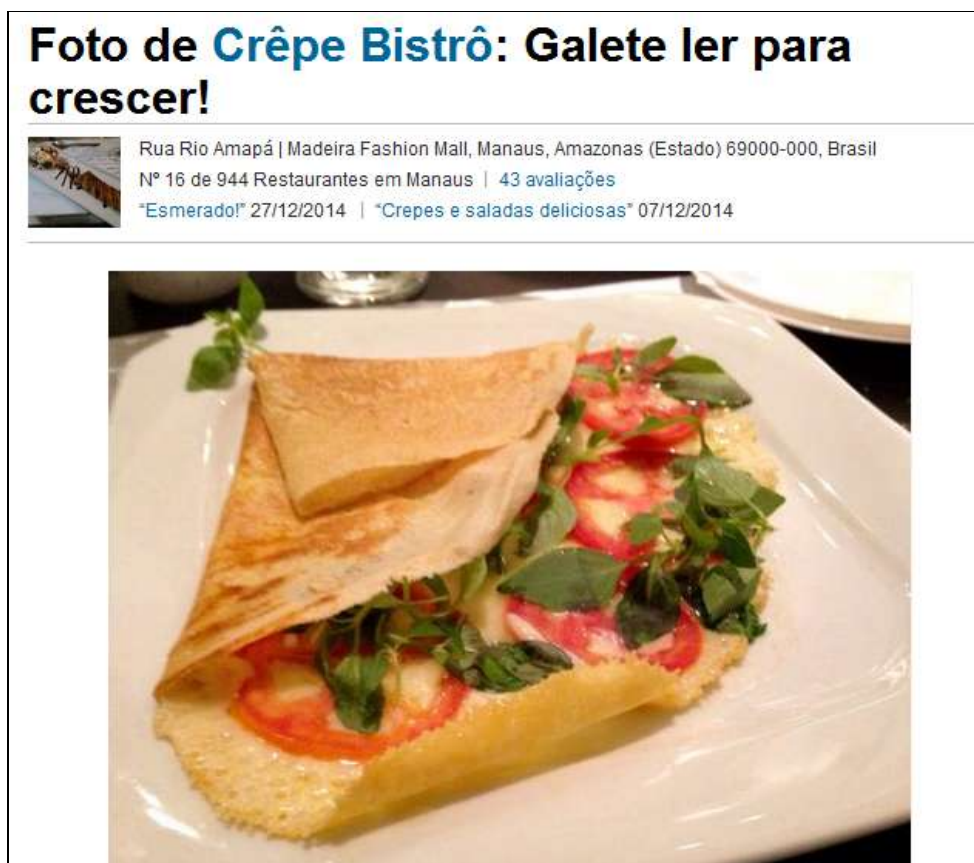 Foto de Crêpe Bistrô: Galete ler para
crescer!
Rua Rio Amapá | Madeira Fashion Mall, Manaus, Amazonas (Estado) 69000-000, Brasil
Nº 16 de 944 Restaurantes em Manaus | 43 avaliações
“Esmerado!” 27/12/2014 | “Crepes e saladas deliciosas” 07/12/2014